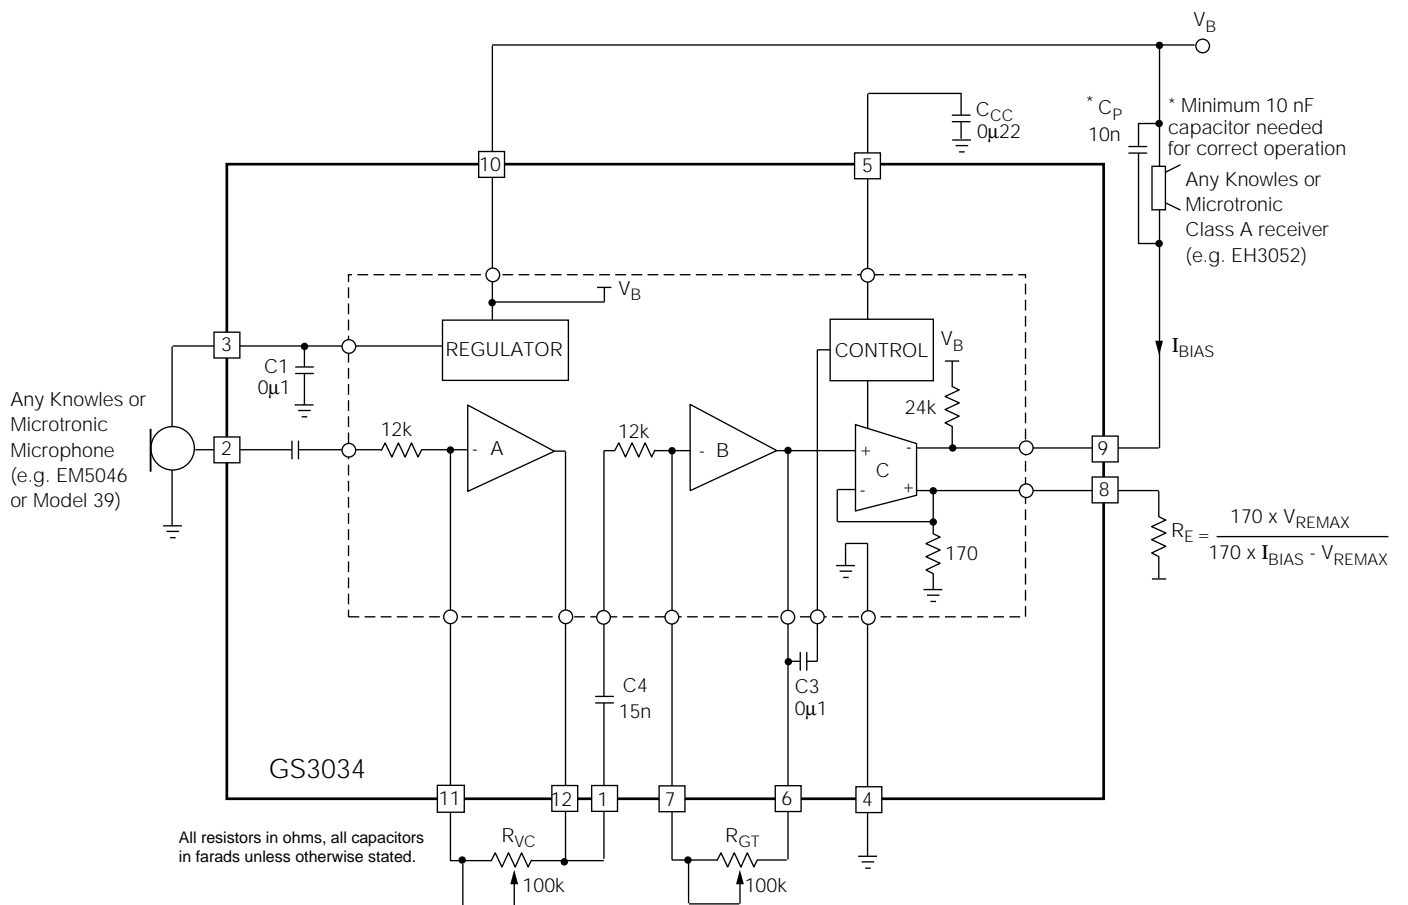 V_B
* C_P
10n
* Minimum 10 nF
capacitor needed
for correct operation
Any Knowles or
Microtronic
Class A receiver
(e.g. EH3052)
C_CC
0µ22
10
5
V_B
REGULATOR
CONTROL
V_B
24k
I_BIAS
3
C1
0µ1
Any Knowles or
Microtronic
Microphone
(e.g. EM5046
or Model 39)
2
12k
- A
12k
- B
+ -
C
- +
9
8
170
R_E = 170 x V_REMAX
170 x I_BIAS - V_REMAX
C4
15n
C3
0µ1
GS3034
11
12
1
7
6
4
All resistors in ohms, all capacitors
in farads unless otherwise stated.
R_VC
100k
R_GT
100k